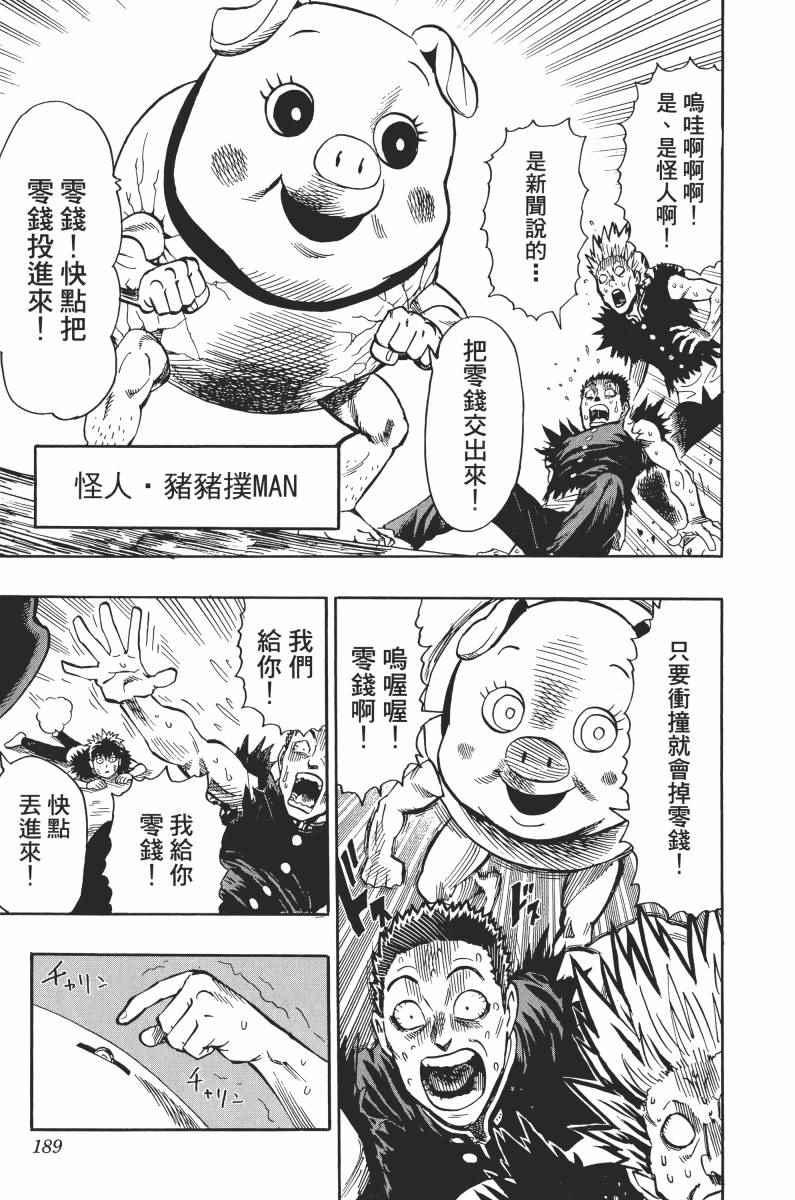 嗚哇啊啊啊！
是、是怪人啊！
是新聞說的…
把零錢交出來！
零錢！快點把
零錢投進來！
怪人・豬豬撲MAN
只要衝撞就會掉零錢！
嗚喔喔！
零錢啊！
ドドド
我們
給你！
我給你
零錢！
快點
丟進來！
チャリン
チャリン
189